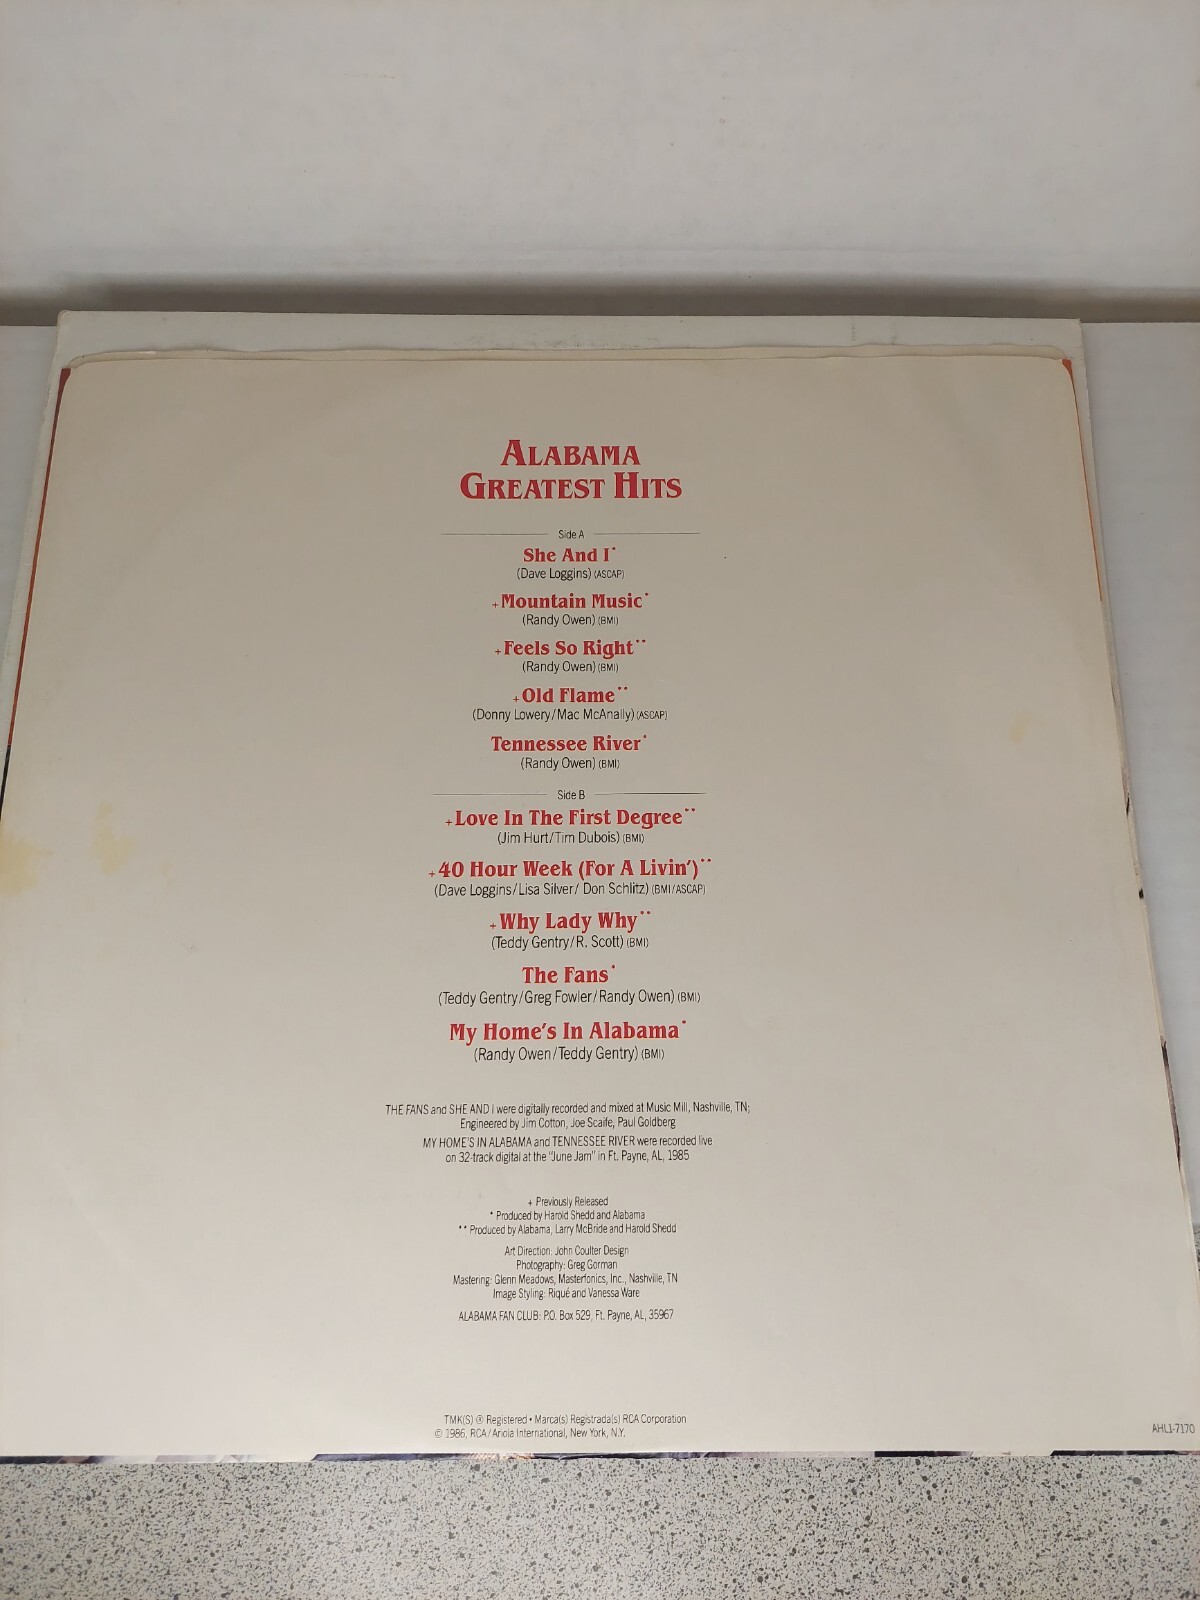 ALABAMA
GREATEST HITS
Side A
She And I*
(Dave Loggins) (ASCAP)
+Mountain Music*
(Randy Owen) (BMI)
+Feels So Right**
(Randy Owen) (BMI)
+Old Flame**
(Donny Lowery/Mac McAnally) (ASCAP)
Tennessee River*
(Randy Owen) (BMI)
Side B
+Love In The First Degree**
(Jim Hurt/Tim Dubois) (BMI)
+40 Hour Week (For A Livin')**
(Dave Loggins/Lisa Silver/ Don Schlitz) (BMI/ASCAP)
+Why Lady Why**
(Teddy Gentry/R. Scott) (BMI)
The Fans*
(Teddy Gentry/Greg Fowler/Randy Owen) (BMI)
My Home's In Alabama*
(Randy Owen/Teddy Gentry) (BMI)
THE FANS and SHE AND I were digitally recorded and mixed at Music Mill, Nashville, TN;
Engineered by Jim Cotton, Joe Scaife, Paul Goldberg
MY HOME'S IN ALABAMA and TENNESSEE RIVER were recorded live
on 32-track digital at the "June Jam" in Ft. Payne, AL, 1985
+ Previously Released
* Produced by Harold Shedd and Alabama
** Produced by Alabama, Larry McBride and Harold Shedd
Art Direction: John Coulter Design
Photography: Greg Gorman
Mastering: Glenn Meadows, Masterfonics, Inc., Nashville, TN
Image Styling: Riqué and Vanessa Ware
ALABAMA FAN CLUB: P.O. Box 529, Ft. Payne, AL, 35967
TMK(S) ® Registered • Marca(s) Registrada(s) RCA Corporation
© 1986, RCA/Ariola International, New York, N.Y.
AHL1-7170